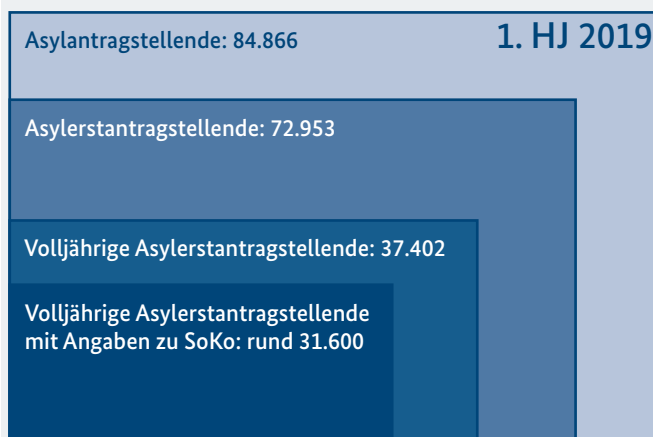 Asylantragstellende: 84.866
1. HJ 2019
Asylerstantragstellende: 72.953
Volljährige Asylerstantragstellende: 37.402
Volljährige Asylerstantragstellende
mit Angaben zu SoKo: rund 31.600